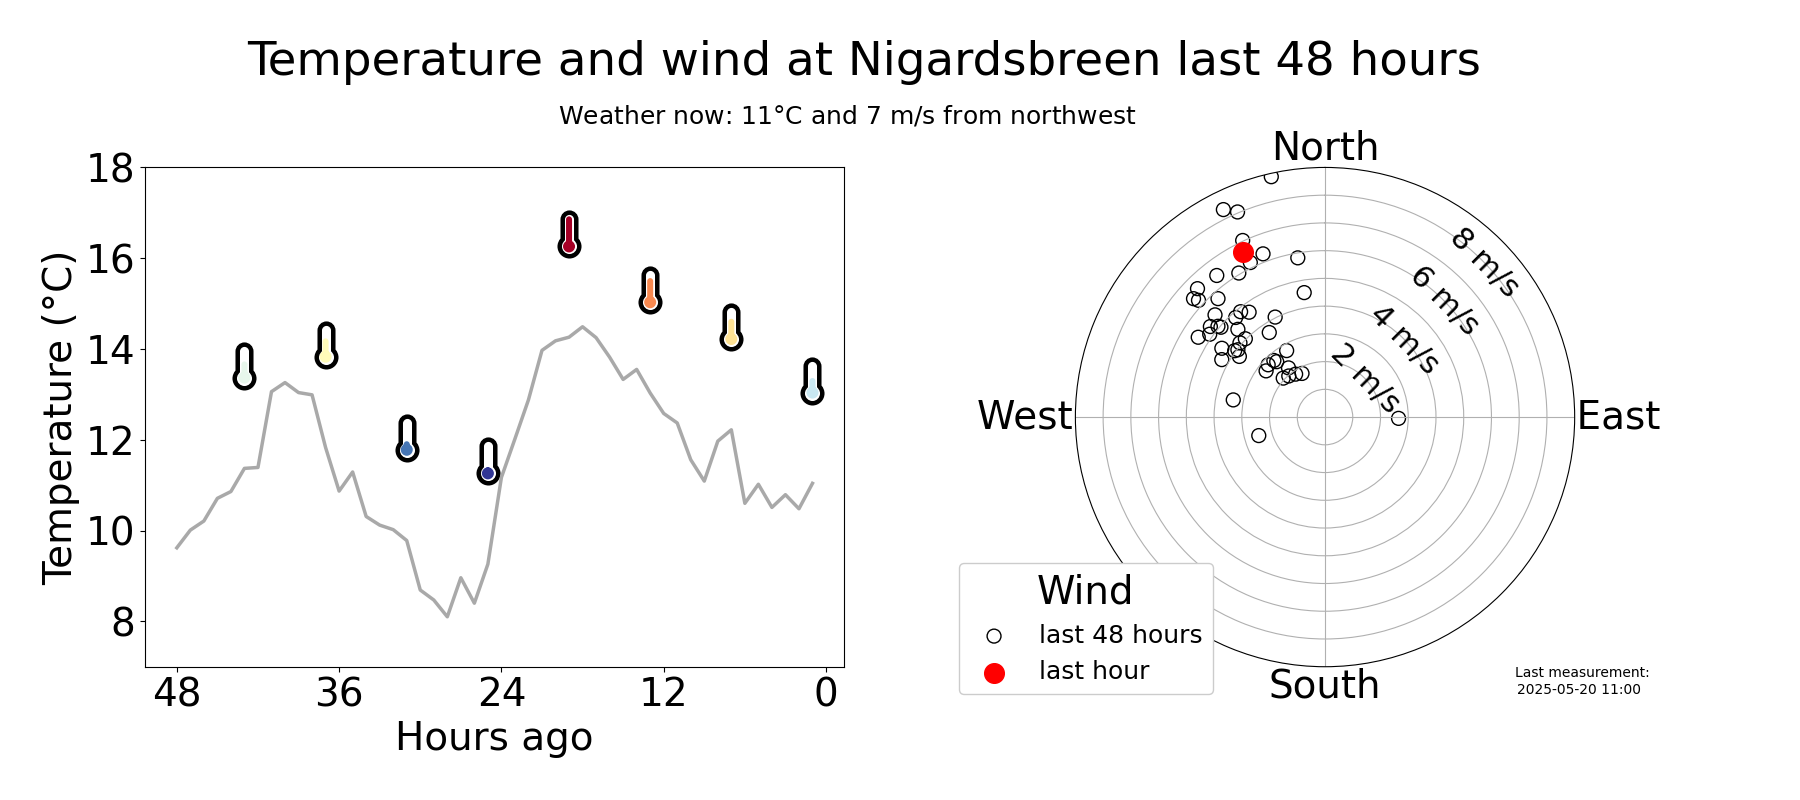 Temperature and wind at Nigardsbreen last 48 hours
Weather now: 11°C and 7 m/s from northwest
Temperature (°C)
18
16
14
12
10
8
48 36 24 12 0
Hours ago
North
West
East
South
8 m/s
6 m/s
4 m/s
2 m/s
Wind
last 48 hours
last hour
Last measurement:
2025-05-20 11:00